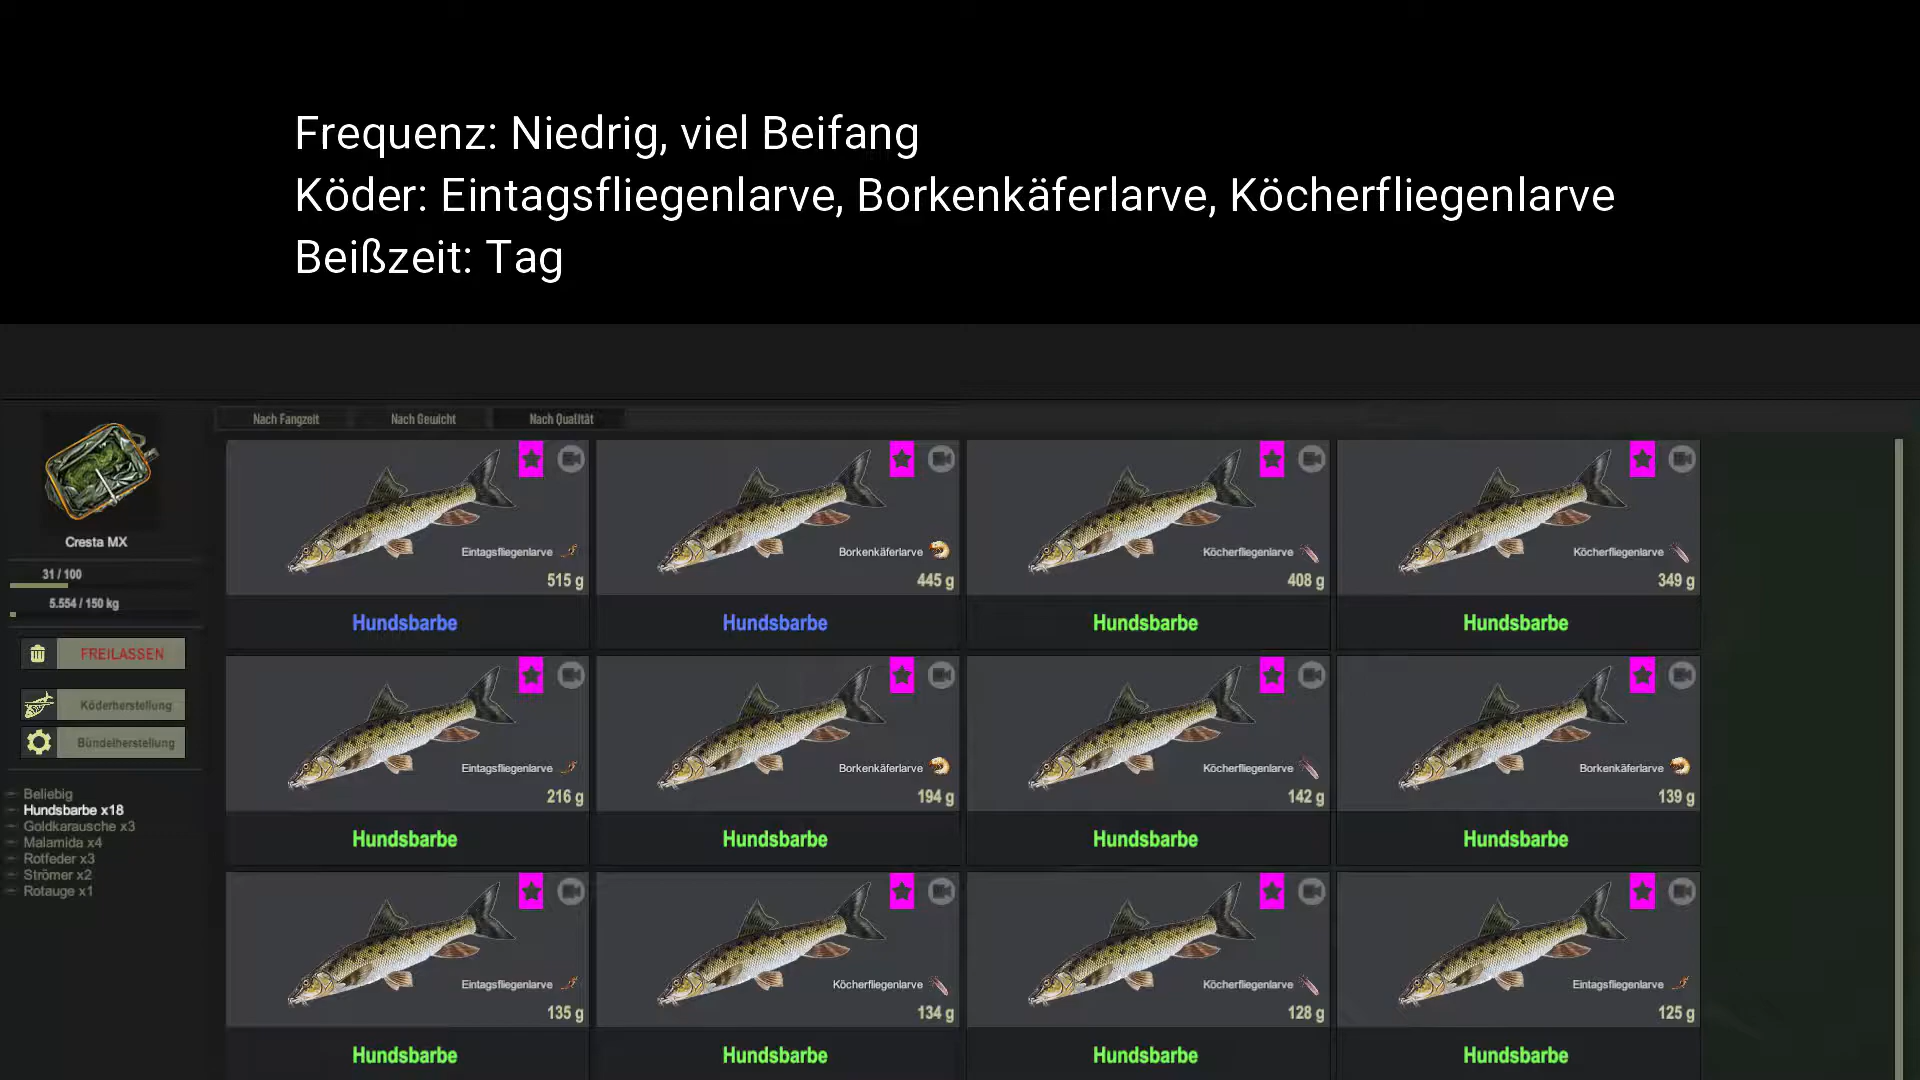 Frequenz: Niedrig, viel Beifang
Köder: Eintagsfliegenlarve, Borkenkäferlarve, Köcherfliegenlarve
Beißzeit: Tag
Nach Fangzeit Nach Gewicht Nach Qualität
Cresta MX
31 / 100
5.554 / 150 kg
FREILASSEN
Köderherstellung
Bündelherstellung
Beliebig
Hundsbarbe x18
Goldkarausche x3
Malamida x4
Rotfeder x3
Strömer x2
Rotauge x1
Eintagsfliegenlarve
515 g
Hundsbarbe
Borkenkäferlarve
445 g
Hundsbarbe
Köcherfliegenlarve
408 g
Hundsbarbe
Köcherfliegenlarve
349 g
Hundsbarbe
Eintagsfliegenlarve
216 g
Hundsbarbe
Borkenkäferlarve
194 g
Hundsbarbe
Köcherfliegenlarve
142 g
Hundsbarbe
Borkenkäferlarve
139 g
Hundsbarbe
Eintagsfliegenlarve
135 g
Hundsbarbe
Köcherfliegenlarve
134 g
Hundsbarbe
Köcherfliegenlarve
128 g
Hundsbarbe
Eintagsfliegenlarve
125 g
Hundsbarbe